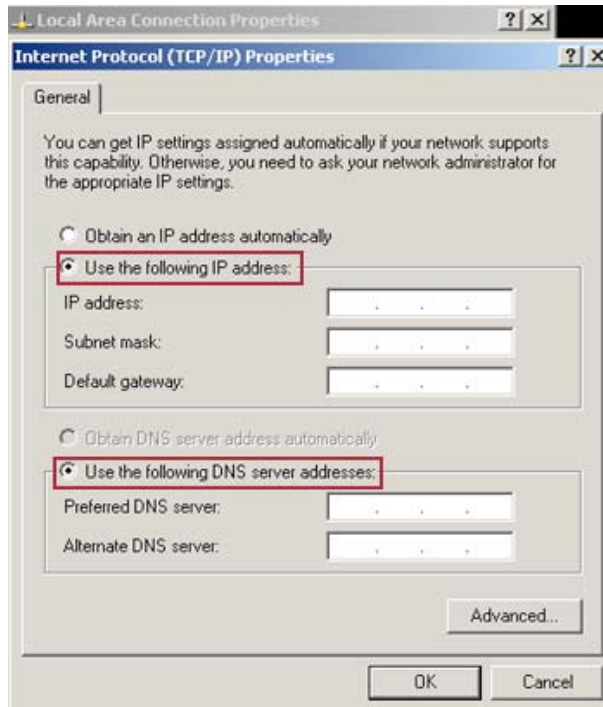 Local Area Connection Properties
Internet Protocol (TCP/IP) Properties
General
You can get IP settings assigned automatically if your network supports
this capability. Otherwise, you need to ask your network administrator for
the appropriate IP settings.
Obtain an IP address automatically
Use the following IP address:
IP address:
Subnet mask:
Default gateway:
Obtain DNS server address automatically
Use the following DNS server addresses:
Preferred DNS server:
Alternate DNS server:
Advanced...
OK Cancel